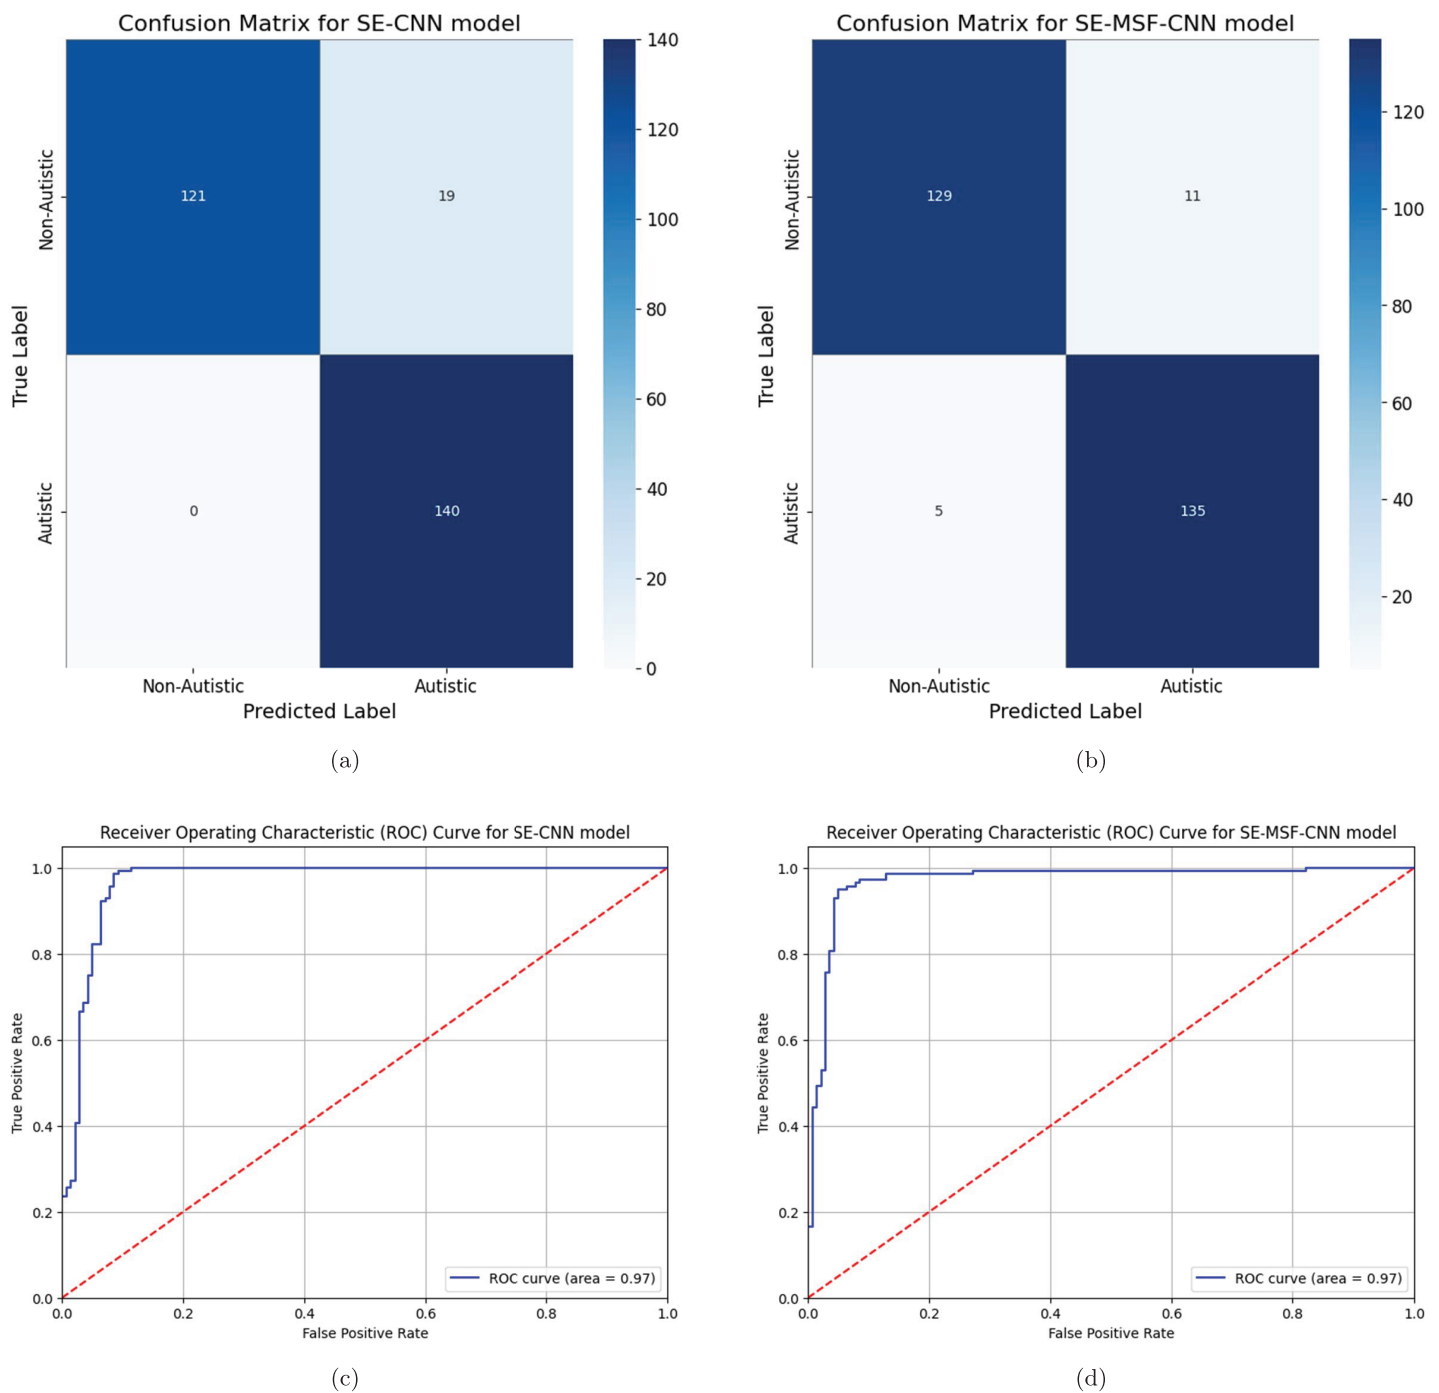 Confusion Matrix for SE-CNN model
True Label
Non-Autistic
Autistic
121
19
0
140
Non-Autistic
Autistic
Predicted Label
140
120
100
80
60
40
20
0
(a)
Confusion Matrix for SE-MSF-CNN model
True Label
Non-Autistic
Autistic
129
11
5
135
Non-Autistic
Autistic
Predicted Label
120
100
80
60
40
20
(b)
Receiver Operating Characteristic (ROC) Curve for SE-CNN model
True Positive Rate
1.0
0.8
0.6
0.4
0.2
0.0
ROC curve (area = 0.97)
0.0
0.2
0.4
0.6
0.8
1.0
False Positive Rate
(c)
Receiver Operating Characteristic (ROC) Curve for SE-MSF-CNN model
True Positive Rate
1.0
0.8
0.6
0.4
0.2
0.0
ROC curve (area = 0.97)
0.0
0.2
0.4
0.6
0.8
1.0
False Positive Rate
(d)